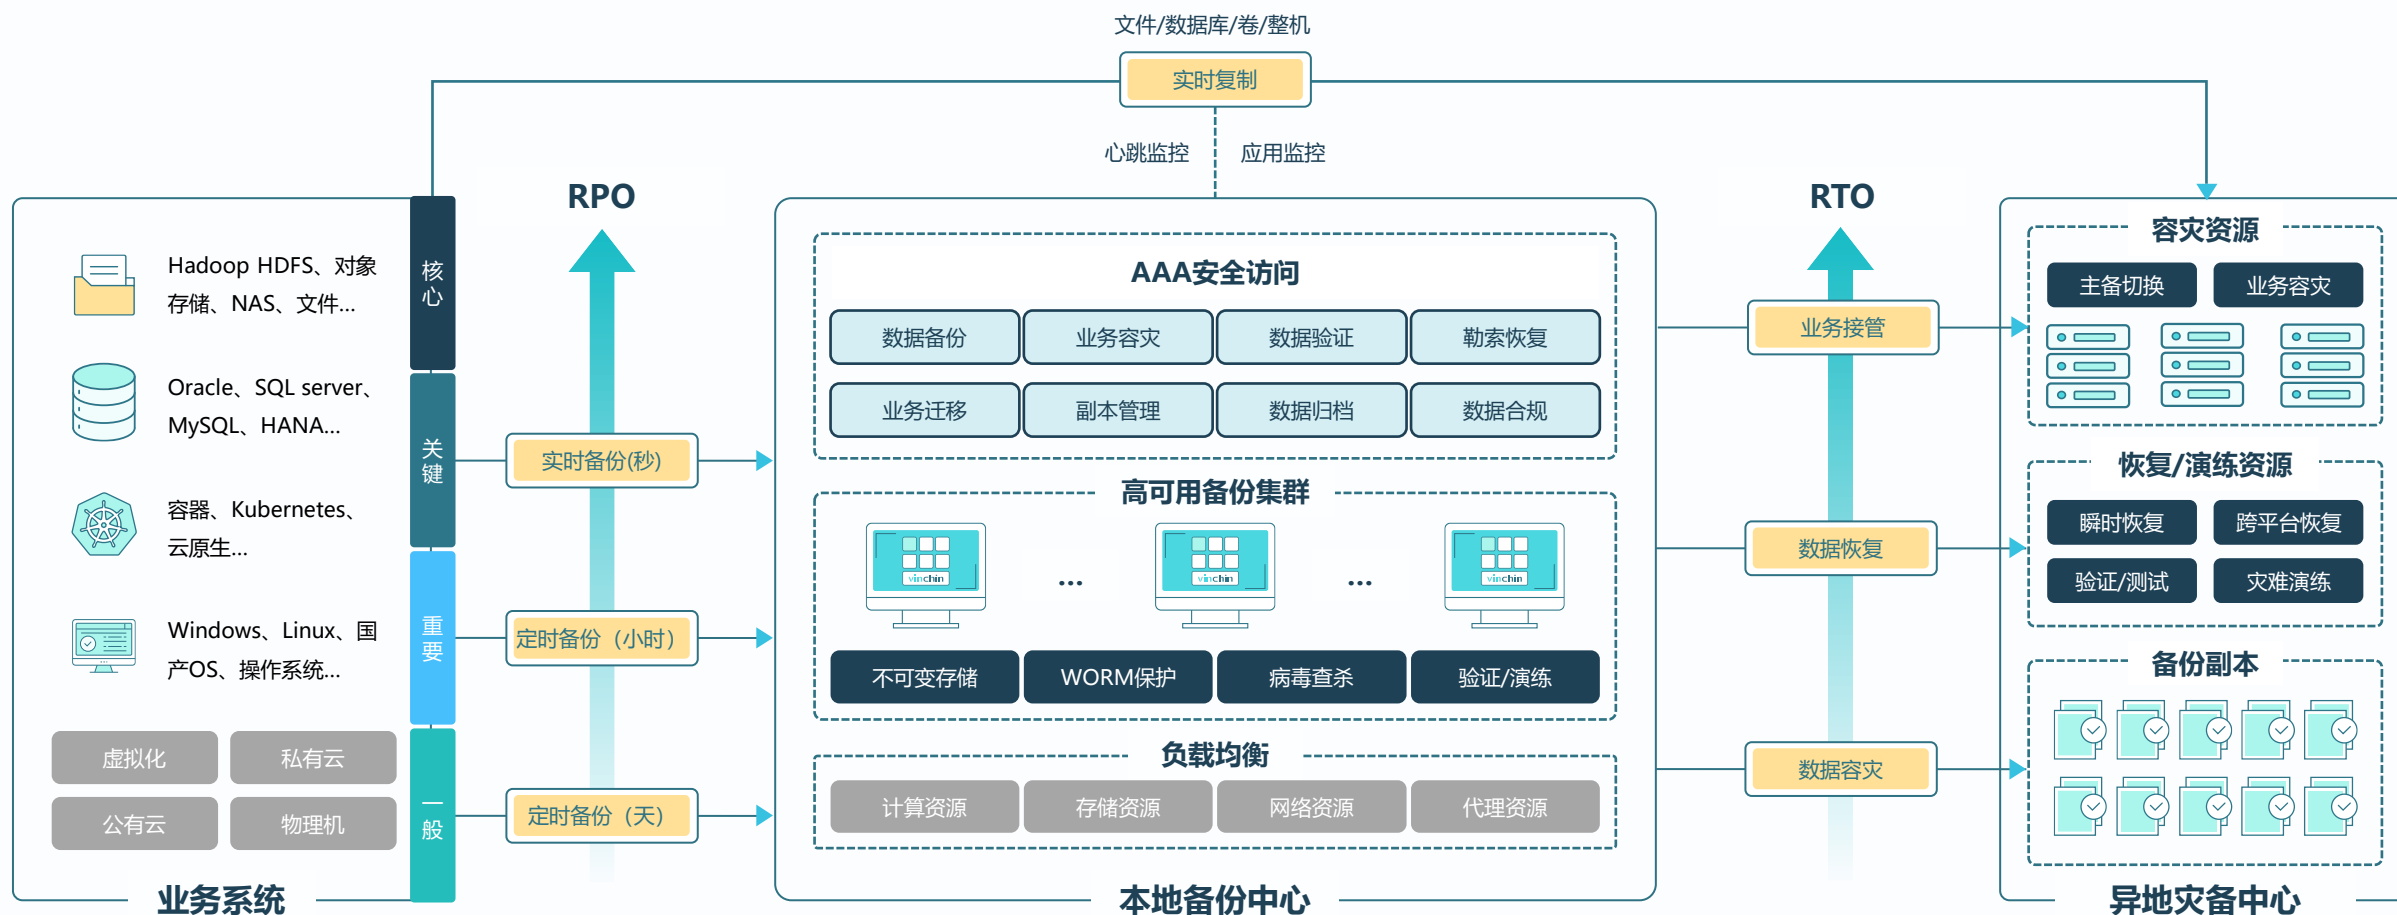 文件/数据库/卷/整机
实时复制
心跳监控
应用监控
Hadoop HDFS、对象
存储、NAS、文件...
Oracle、SQL server、
MySQL、HANA...
容器、Kubernetes、
云原生...
Windows、Linux、国
产OS、操作系统...
虚拟化
私有云
公有云
物理机
核心
关键
重要
一般
业务系统
RPO
实时备份(秒)
定时备份（小时）
定时备份（天）
AAA安全访问
数据备份
业务容灾
数据验证
勒索恢复
业务迁移
副本管理
数据归档
数据合规
高可用备份集群
vinchin
...
vinchin
...
vinchin
不可变存储
WORM保护
病毒查杀
验证/演练
负载均衡
计算资源
存储资源
网络资源
代理资源
本地备份中心
RTO
业务接管
数据恢复
数据容灾
容灾资源
主备切换
业务容灾
恢复/演练资源
瞬时恢复
跨平台恢复
验证/测试
灾难演练
备份副本
异地灾备中心